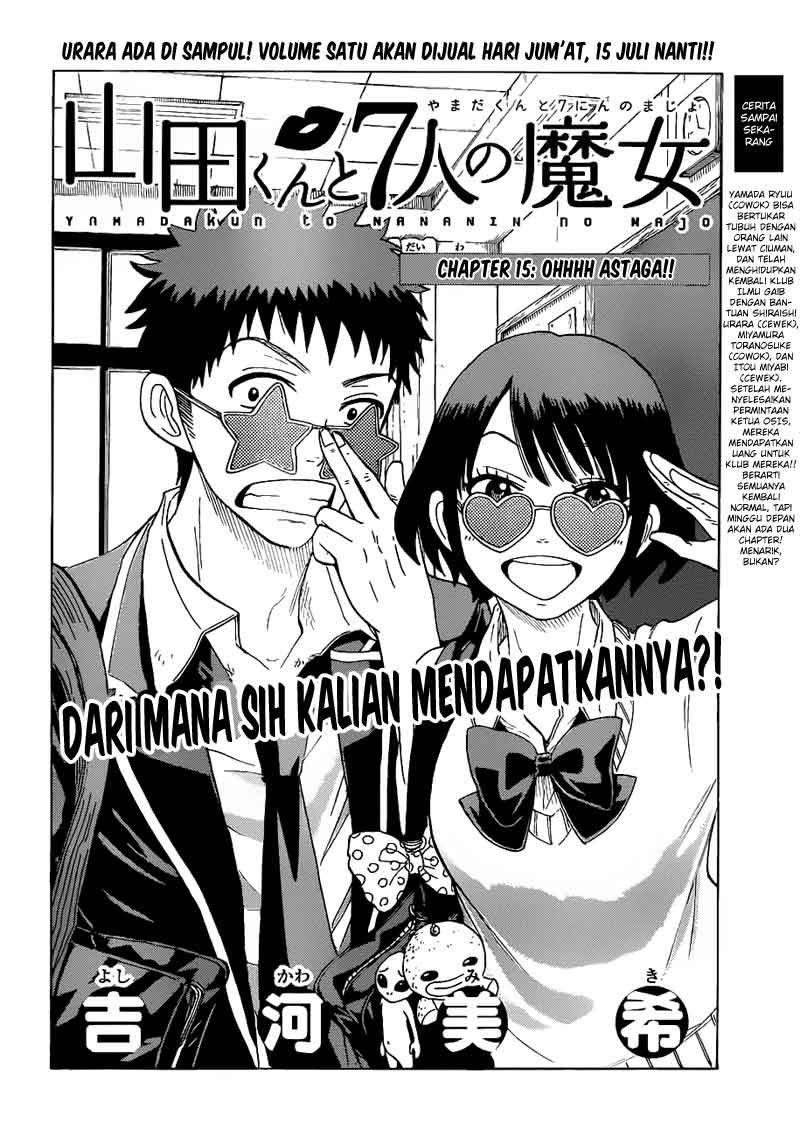 URARA ADA DI SAMPUL! VOLUME SATU AKAN DIJUAL HARI JUM'AT, 15 JULI NANTI!!
やまだくんと7にんのまじょ
山田くんと7人の魔女
YAMADAKUN to NANANIN no MAJO
だい わ
CHAPTER 15: OHHHH ASTAGA!!
CERITA
SAMPAI
SEKA-
RANG
YAMADA RYUU
(COWOK) BISA
BERTUKAR
TUBUH DENGAN
ORANG LAIN
LEWAT CIUMAN,
DAN TELAH
MENGHIDUPKAN
KEMBALI KLUB
ILMU GAIB
DENGAN BAN-
TUAN SHIRAISHI
URARA (CEWEK),
MIYAMURA
TORANOSUKE
(COWOK), DAN
ITOU MIYABI
(CEWEK).
SETELAH ME-
NYELESAIKAN
PERMINTAAN
KETUA OSIS,
MEREKA
MENDAPATKAN
UANG UNTUK
KLUB MEREKA!!
BERARTI
SEMUANYA
KEMBALI
NORMAL, TAPI
MINGGU DEPAN
AKAN ADA DUA
CHAPTER!
MENARIK,
BUKAN?
DARI MANA SIH KALIAN MENDAPATKANNYA?!
よし かわ み き
吉河美希